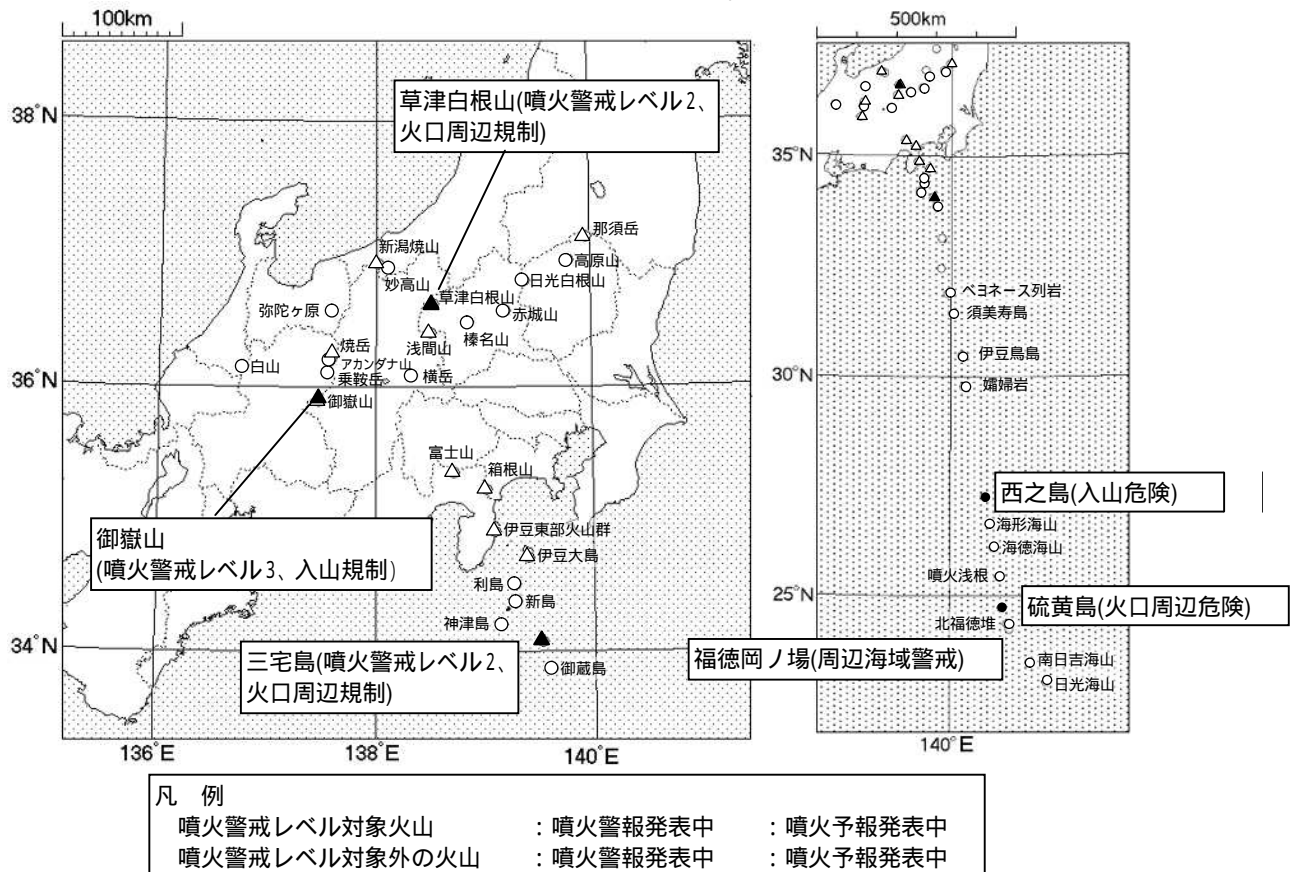 100km
500km
草津白根山(噴火警戒レベル2、
火口周辺規制)
38°N
36°N
34°N
136°E
138°E
140°E
那須岳
新潟焼山
高原山
妙高山
日光白根山
草津白根山
弥陀ヶ原
赤城山
榛名山
浅間山
焼岳
アカンダナ山
白山
乗鞍岳
横岳
御嶽山
富士山
箱根山
御嶽山
(噴火警戒レベル3、入山規制)
伊豆東部火山群
伊豆大島
利島
新島
神津島
三宅島(噴火警戒レベル2、
火口周辺規制)
御蔵島
35°N
30°N
25°N
140°E
ベヨネース列岩
須美寿島
伊豆鳥島
孀婦岩
西之島(入山危険)
海形海山
海徳海山
噴火浅根
硫黄島(火口周辺危険)
北福徳堆
福徳岡ノ場(周辺海域警戒)
南日吉海山
日光海山
凡 例
噴火警戒レベル対象火山 :噴火警報発表中 :噴火予報発表中
噴火警戒レベル対象外の火山 :噴火警報発表中 :噴火予報発表中